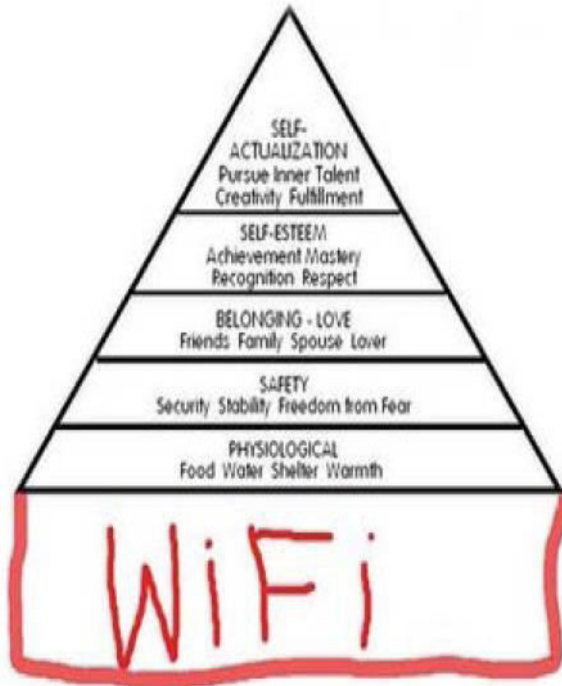 SELF-
ACTUALIZATION
Pursue Inner Talent
Creativity Fulfillment
SELF-ESTEEM
Achievement Mastery
Recognition Respect
BELONGING - LOVE
Friends Family Spouse Lover
SAFETY
Security Stability Freedom from Fear
PHYSIOLOGICAL
Food Water Shelter Warmth
WiFi